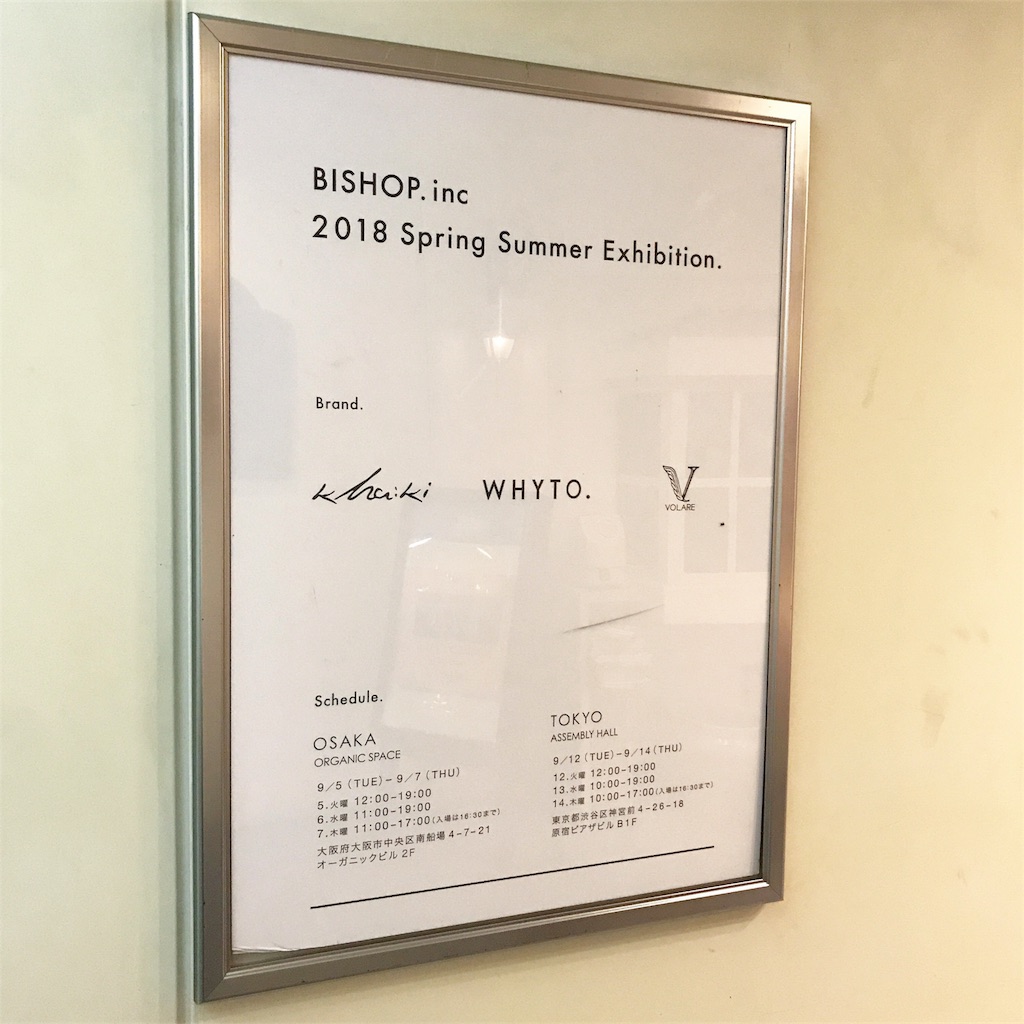 BISHOP.inc
2018 Spring Summer Exhibition.
Brand.
khaiki
WHYTO.
V
VOLARE
Schedule.
OSAKA
ORGANIC SPACE
9/5 (TUE) – 9/7 (THU)
5.火曜 12:00–19:00
6.水曜 11:00–19:00
7.木曜 11:00–17:00 (入場は16:30まで)
大阪府大阪市中央区南船場 4-7-21
オーガニックビル 2F
TOKYO
ASSEMBLY HALL
9/12 (TUE) – 9/14 (THU)
12.火曜 12:00–19:00
13.水曜 10:00–19:00
14.木曜 10:00–17:00 (入場は16:30まで)
東京都渋谷区神宮前 4-26-18
原宿ピアザビル B1F